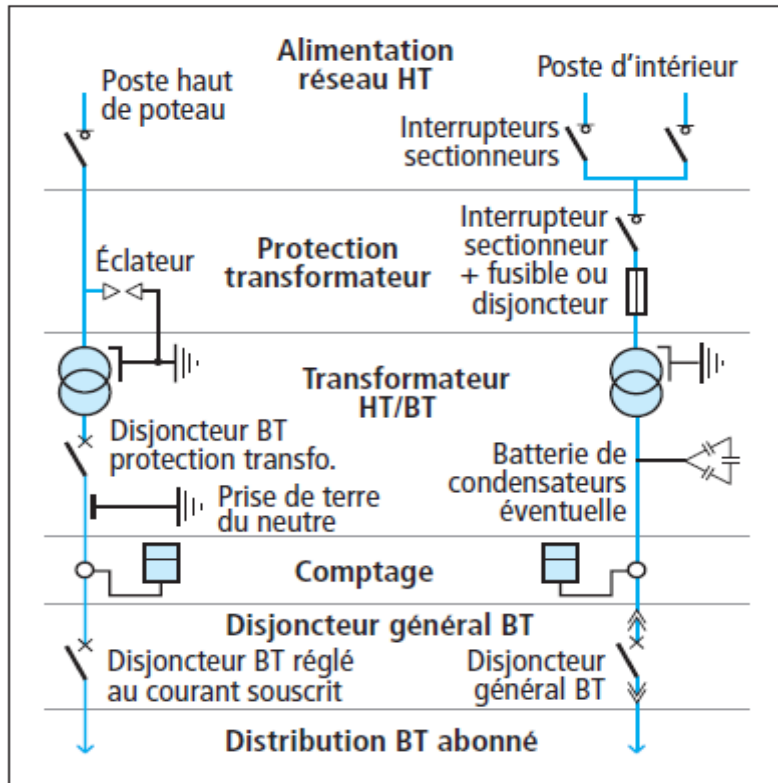 Alimentation
réseau HT
Poste haut
de poteau
Poste d'intérieur
Interrupteurs
sectionneurs
Éclateur
Protection
transformateur
Interrupteur
sectionneur
+ fusible ou
disjoncteur
Transformateur
HT/BT
Disjoncteur BT
protection transfo.
Prise de terre
du neutre
Batterie de
condensateurs
éventuelle
Comptage
Disjoncteur général BT
Disjoncteur BT réglé
au courant souscrit
Disjoncteur
général BT
Distribution BT abonné